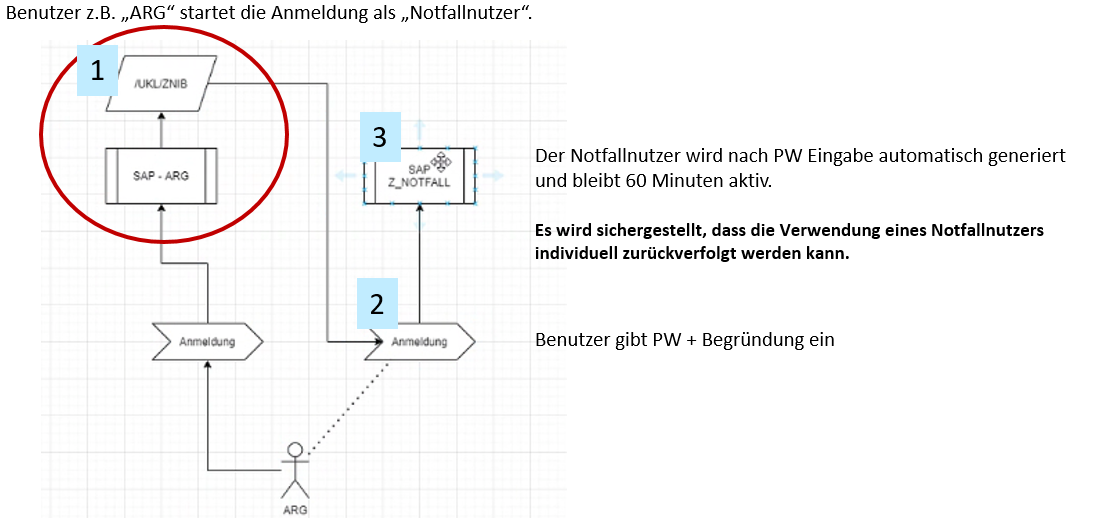 Benutzer z.B. „ARG“ startet die Anmeldung als „Notfallnutzer“.
1
/UKL/ZNIB
SAP - ARG
3
SAP
Z_NOTFALL
Der Notfallnutzer wird nach PW Eingabe automatisch generiert
und bleibt 60 Minuten aktiv.
Es wird sichergestellt, dass die Verwendung eines Notfallnutzers
individuell zurückverfolgt werden kann.
2
Anmeldung
Anmeldung
Benutzer gibt PW + Begründung ein
ARG